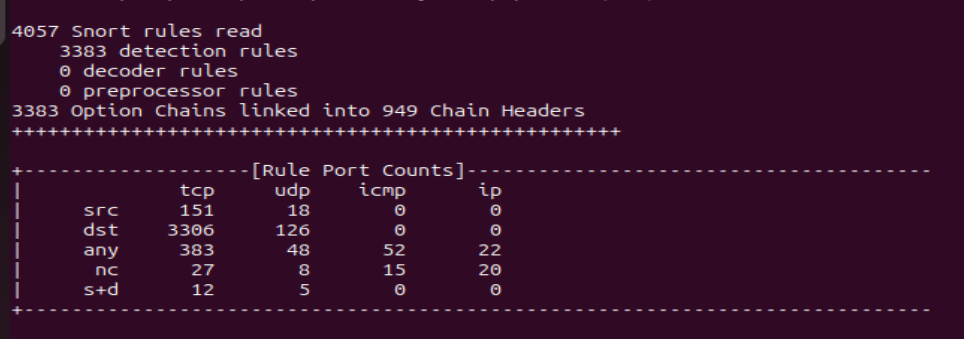 4057 Snort rules read
    3383 detection rules
    0 decoder rules
    0 preprocessor rules
3383 Option Chains linked into 949 Chain Headers
+++++++++++++++++++++++++++++++++++++++++++++++++++

+-------------------[Rule Port Counts]---------------------------------------
|             tcp     udp    icmp      ip
|     src     151      18       0       0
|     dst    3306     126       0       0
|     any     383      48      52      22
|      nc      27       8      15      20
|     s+d      12       5       0       0
+----------------------------------------------------------------------------